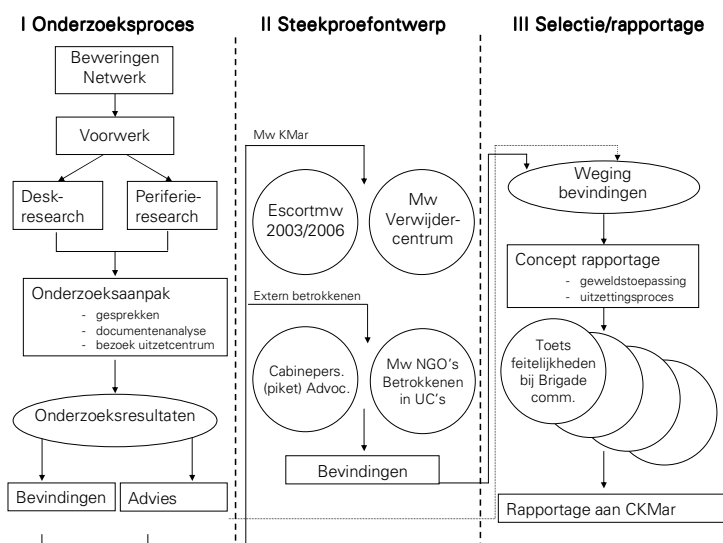 I Onderzoeksproces
Beweringen
Netwerk
Voorwerk
Desk-
research
Periferie-
research
Onderzoeksaanpak
- gesprekken
- documentenanalyse
- bezoek uitzetcentrum
Onderzoeksresultaten
Bevindingen
Advies
II Steekproefontwerp
Mw KMar
Escortmw
2003/2006
Mw
Verwijder-
centrum
Extern betrokkenen
Cabinepers.
(piket) Advoc.
Mw NGO's
Betrokkenen
in UC's
Bevindingen
III Selectie/rapportage
Weging
bevindingen
Concept rapportage
- geweldstoepassing
- uitzettingsproces
Toets
feitelijkheden
bij Brigade
comm.
Rapportage aan CKMar